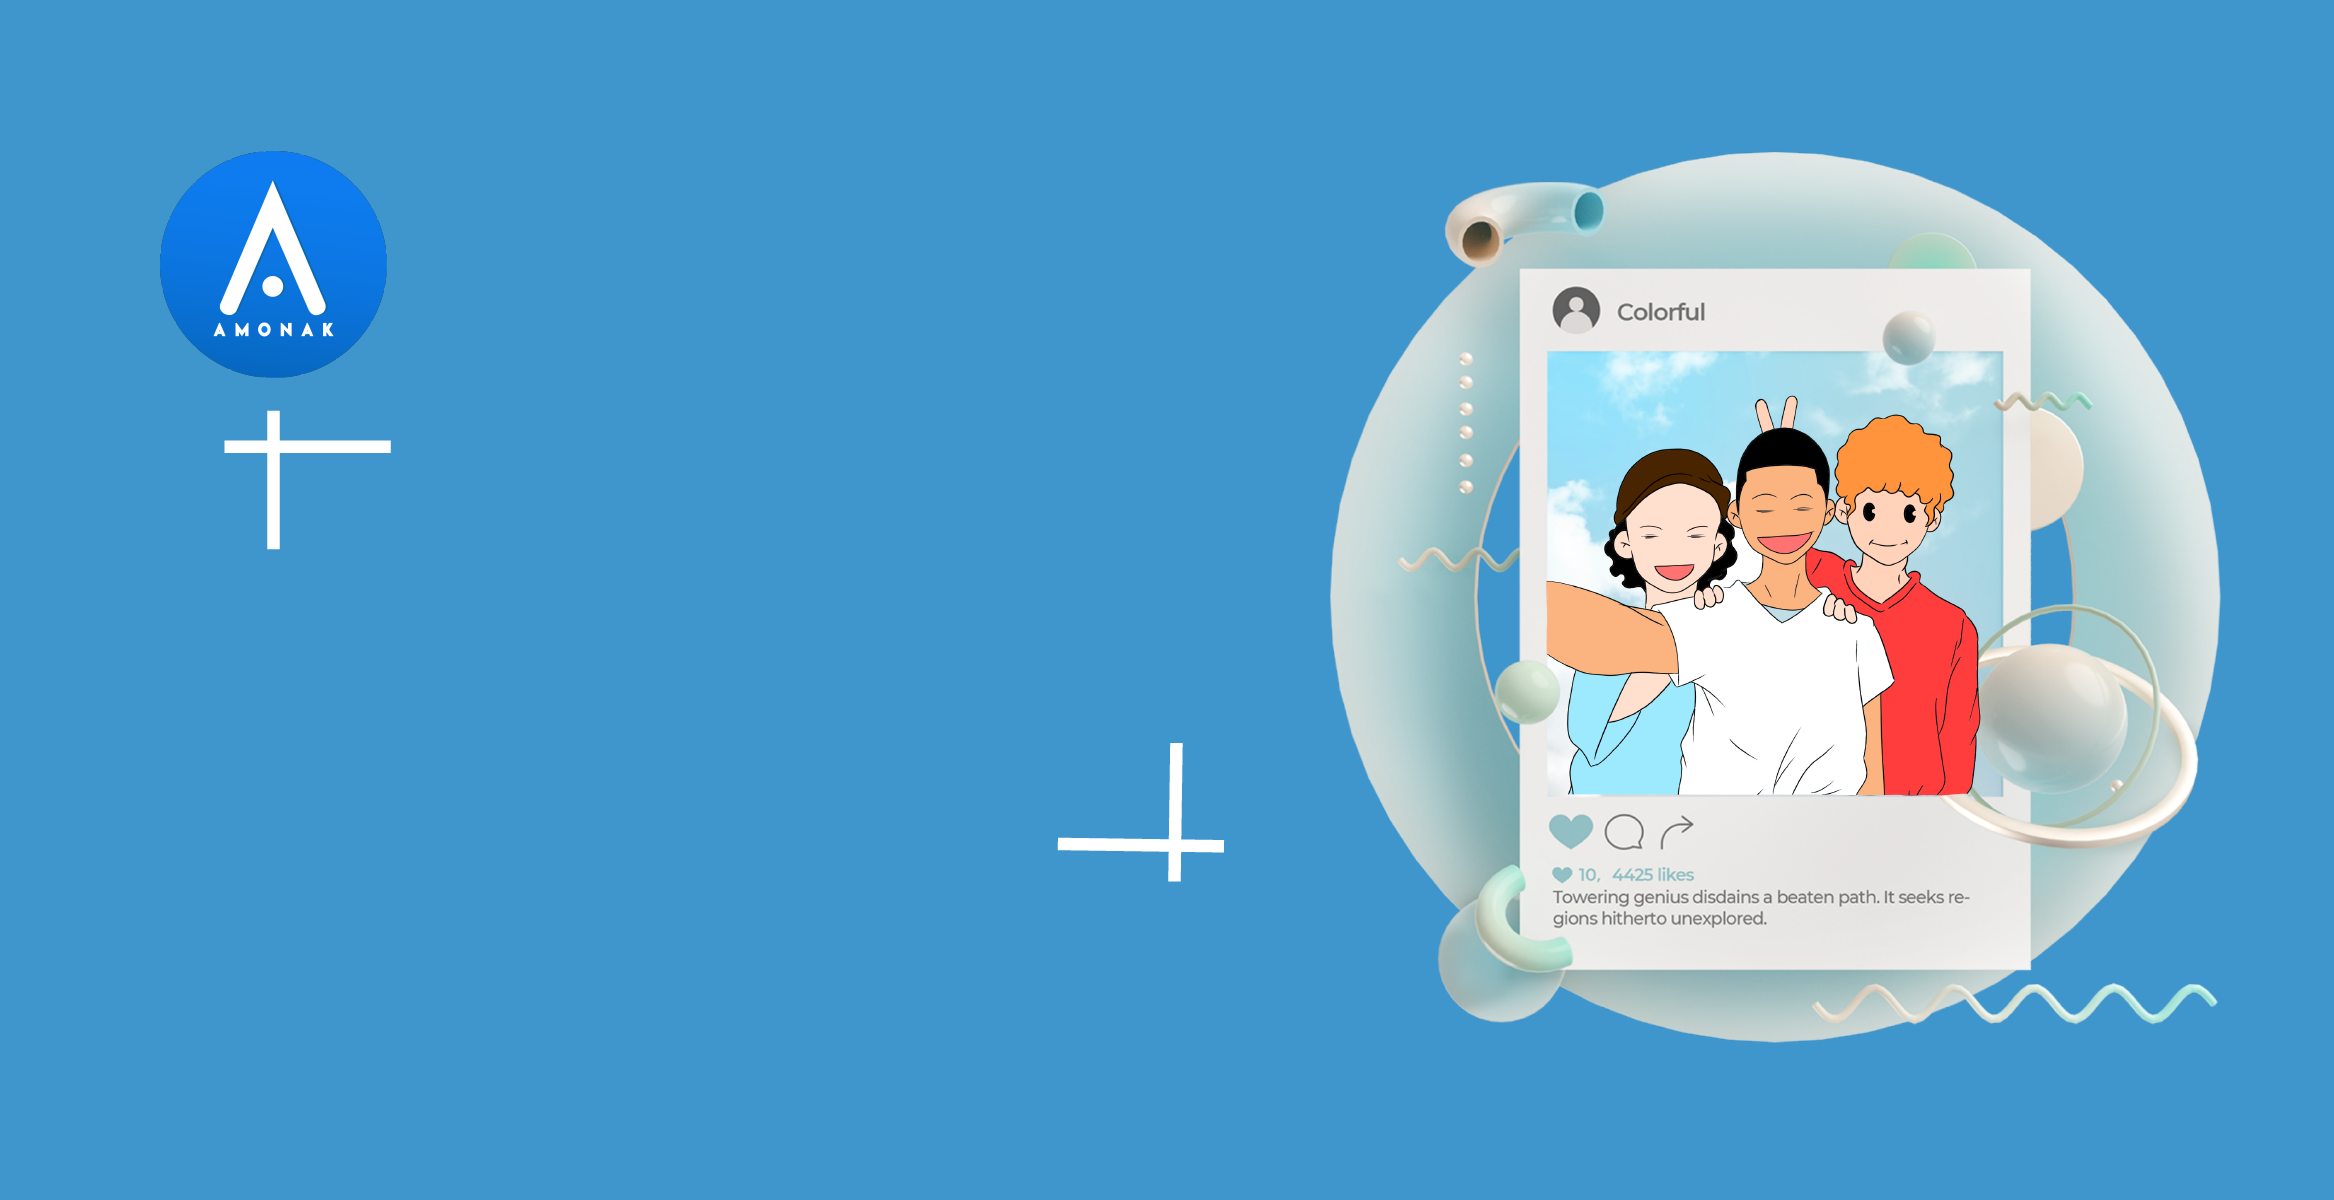 AMONAK
Colorful
10, 4425 likes
Towering genius disdains a beaten path. It seeks re-
gions hitherto unexplored.